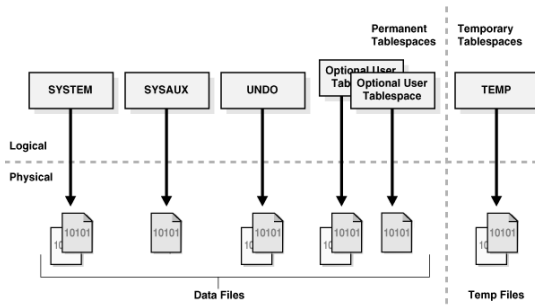 Permanent
Tablespaces
Temporary
Tablespaces
SYSTEM
SYSAUX
UNDO
Optional User
Optional User
Tablespace
TEMP
Logical
Physical
10101
10101
10101
10101
10101
10101
Data Files
Temp Files